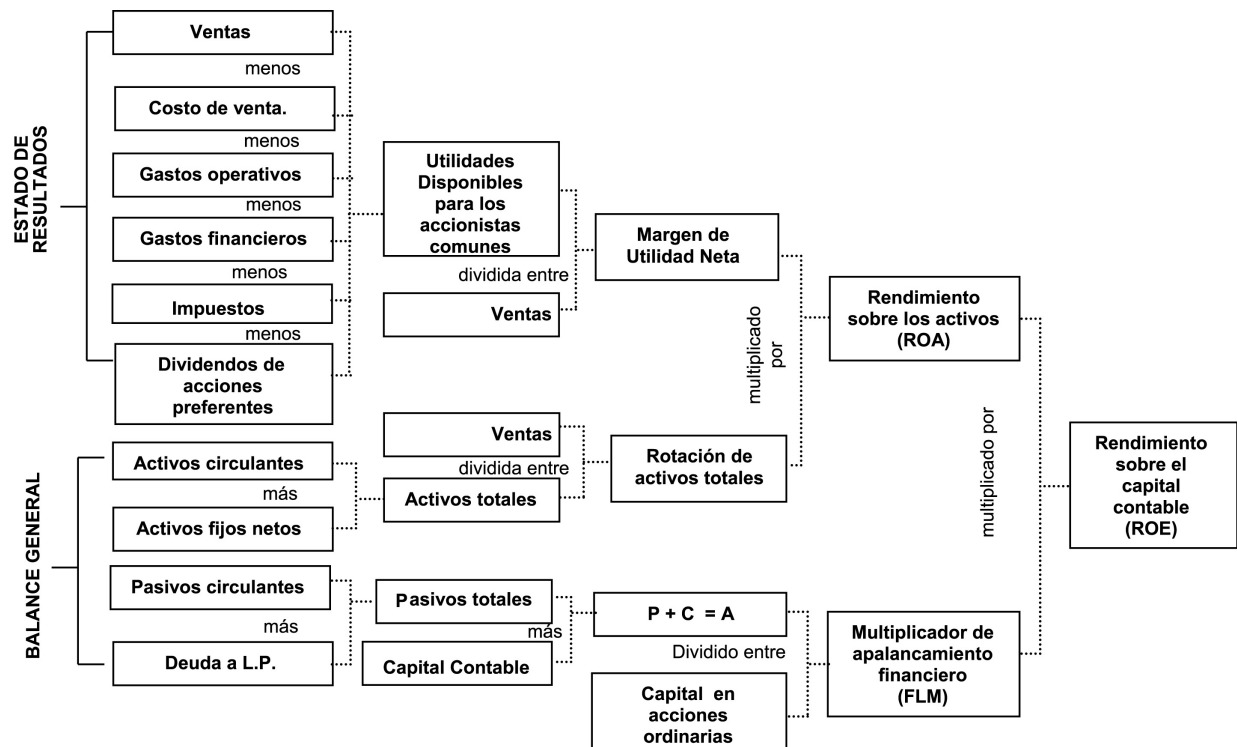 ESTADO DE
RESULTADOS
Ventas
menos
Costo de venta.
menos
Gastos operativos
menos
Gastos financieros
menos
Impuestos
menos
Dividendos de
acciones
preferentes
Utilidades
Disponibles
para los
accionistas
comunes
dividida entre
Ventas
Margen de
Utilidad Neta
multiplicado
por
Ventas
dividida entre
Activos totales
Rotación de
activos totales
Rendimiento
sobre los activos
(ROA)
BALANCE GENERAL
Activos circulantes
más
Activos fijos netos
Pasivos circulantes
más
Deuda a L.P.
Pasivos totales
más
Capital Contable
P + C = A
Dividido entre
Capital en
acciones
ordinarias
Multiplicador de
apalancamiento
financiero
(FLM)
multiplicado por
Rendimiento
sobre el
capital
contable
(ROE)